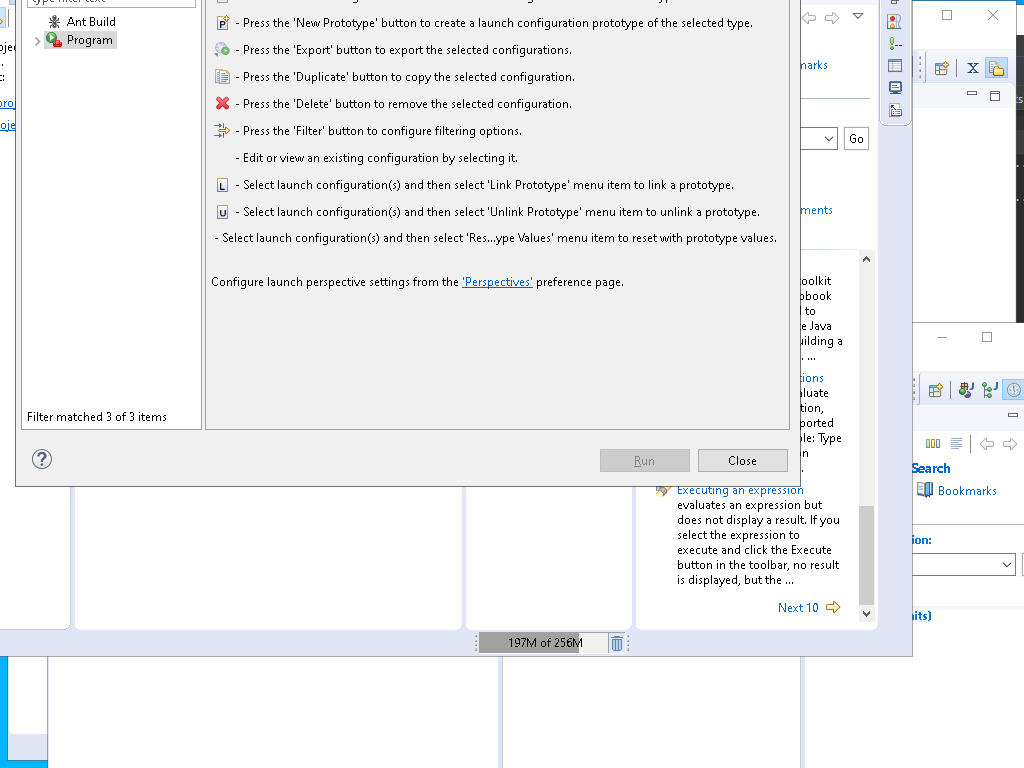 Ant Build
Program
- Press the 'New Prototype' button to create a launch configuration prototype of the selected type.
- Press the 'Export' button to export the selected configurations.
- Press the 'Duplicate' button to copy the selected configuration.
- Press the 'Delete' button to remove the selected configuration.
- Press the 'Filter' button to configure filtering options.
- Edit or view an existing configuration by selecting it.
L - Select launch configuration(s) and then select 'Link Prototype' menu item to link a prototype.
U - Select launch configuration(s) and then select 'Unlink Prototype' menu item to unlink a prototype.
- Select launch configuration(s) and then select 'Res...ype Values' menu item to reset with prototype values.
Configure launch perspective settings from the 'Perspectives' preference page.
Filter matched 3 of 3 items
Run
Close
marks
Go
ments
oolkit
book
to
e Java
uilding a
. ...
ions
luate
tion,
ported
le: Type
n
Executing an expression
evaluates an expression but
does not display a result. If you
select the expression to
execute and click the Execute
button in the toolbar, no result
is displayed, but the ...
Next 10
197M of 256M
X
Search
Bookmarks
ion:
nits)